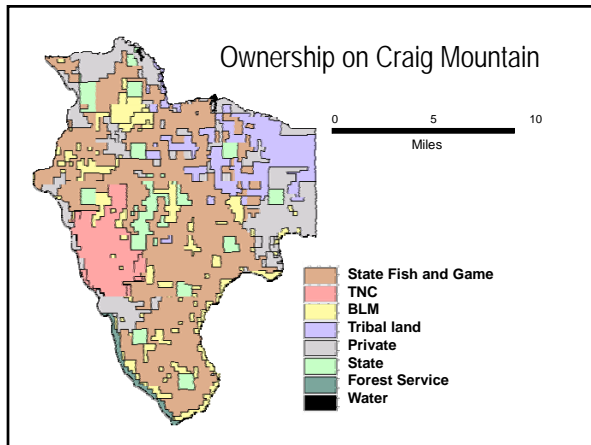 Ownership on Craig Mountain
0 5 10
Miles
State Fish and Game
TNC
BLM
Tribal land
Private
State
Forest Service
Water